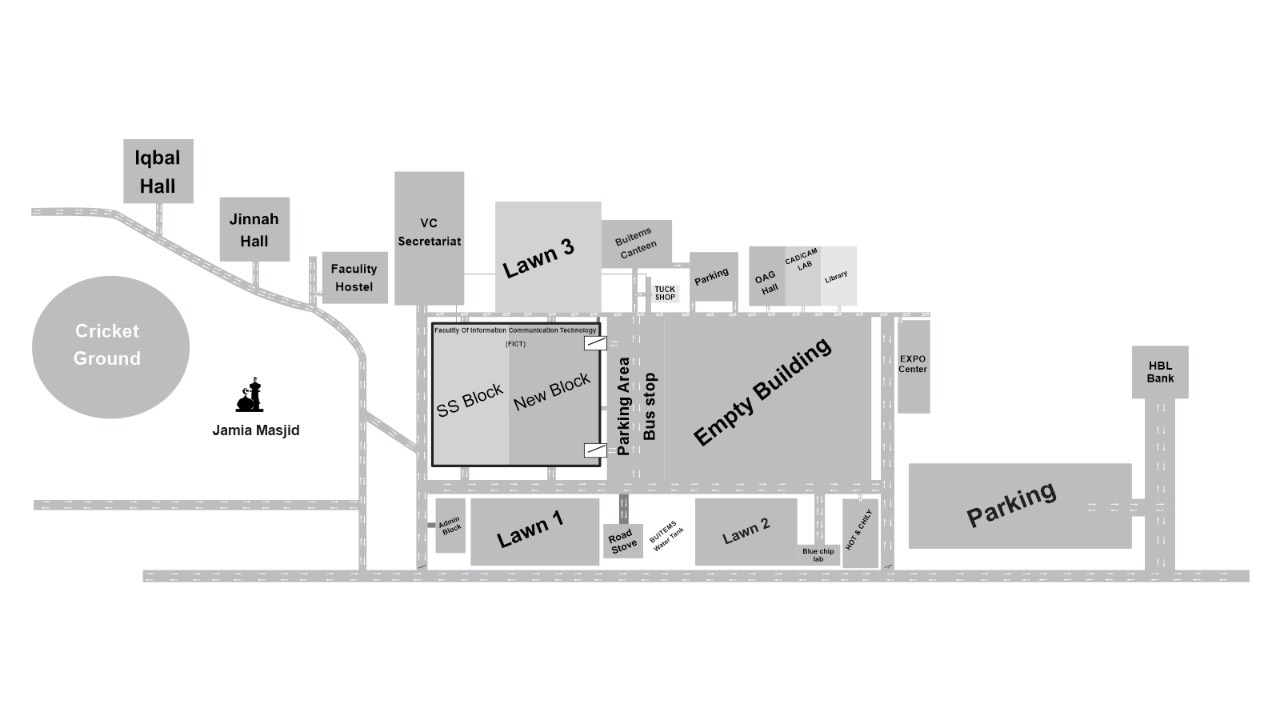 Iqbal
Hall
Jinnah
Hall
Faculity
Hostel
VC
Secretariat
Lawn 3
Buitems
Canteen
TUCK
SHOP
Parking
OAG
Hall
CAD/CAM
LAB
Library
Cricket
Ground
Jamia Masjid
Faculity Of Information Communication Technology
(FICT)
SS Block
New Block
Parking Area
Bus stop
Empty Building
EXPO
Center
HBL
Bank
Admin
Block
Lawn 1
Road
Stove
BUITEMS
Water Tank
Lawn 2
Blue chip
lab
HOT & CHILY
Parking